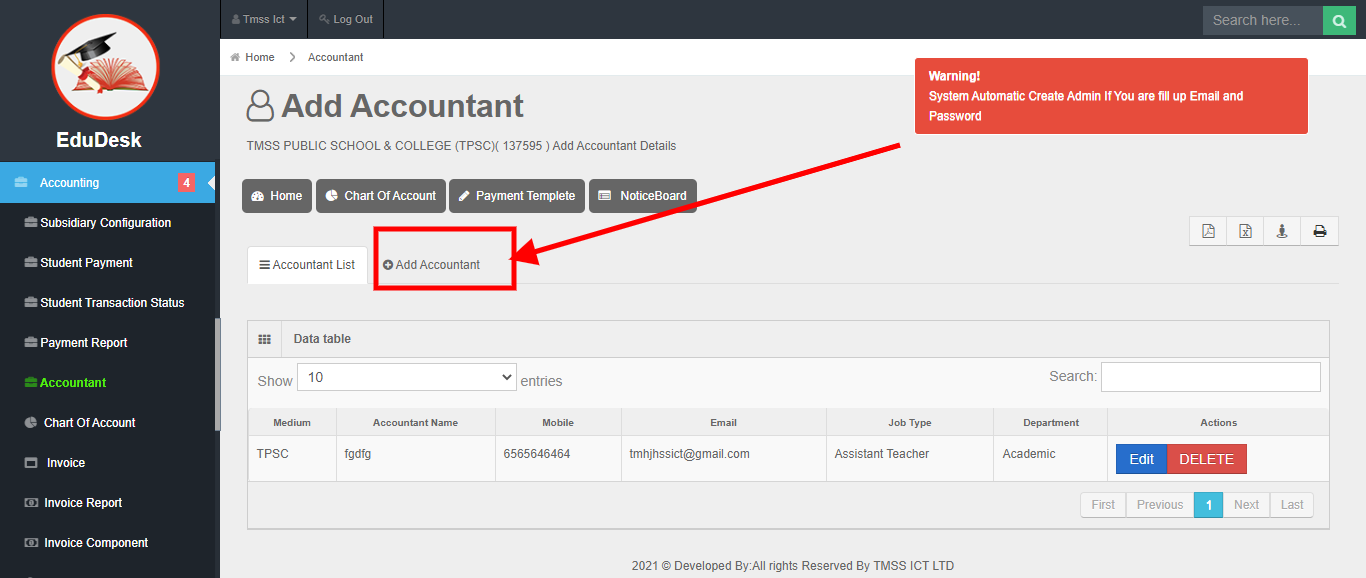 Tmss Ict
Log Out
Search here...
EduDesk
Home
Accountant
Warning!
System Automatic Create Admin If You are fill up Email and
Password
Add Accountant
TMSS PUBLIC SCHOOL & COLLEGE (TPSC)( 137595 ) Add Accountant Details
Accounting
4
Subsidiary Configuration
Student Payment
Student Transaction Status
Payment Report
Accountant
Chart Of Account
Invoice
Invoice Report
Invoice Component
Home
Chart Of Account
Payment Templete
NoticeBoard
Accountant List
Add Accountant
Data table
Show 10 entries
Search:
Medium Accountant Name Mobile Email Job Type Department Actions
TPSC fgdfg 6565646464 tmhjhssict@gmail.com Assistant Teacher Academic Edit DELETE
First Previous 1 Next Last
2021 © Developed By:All rights Reserved By TMSS ICT LTD